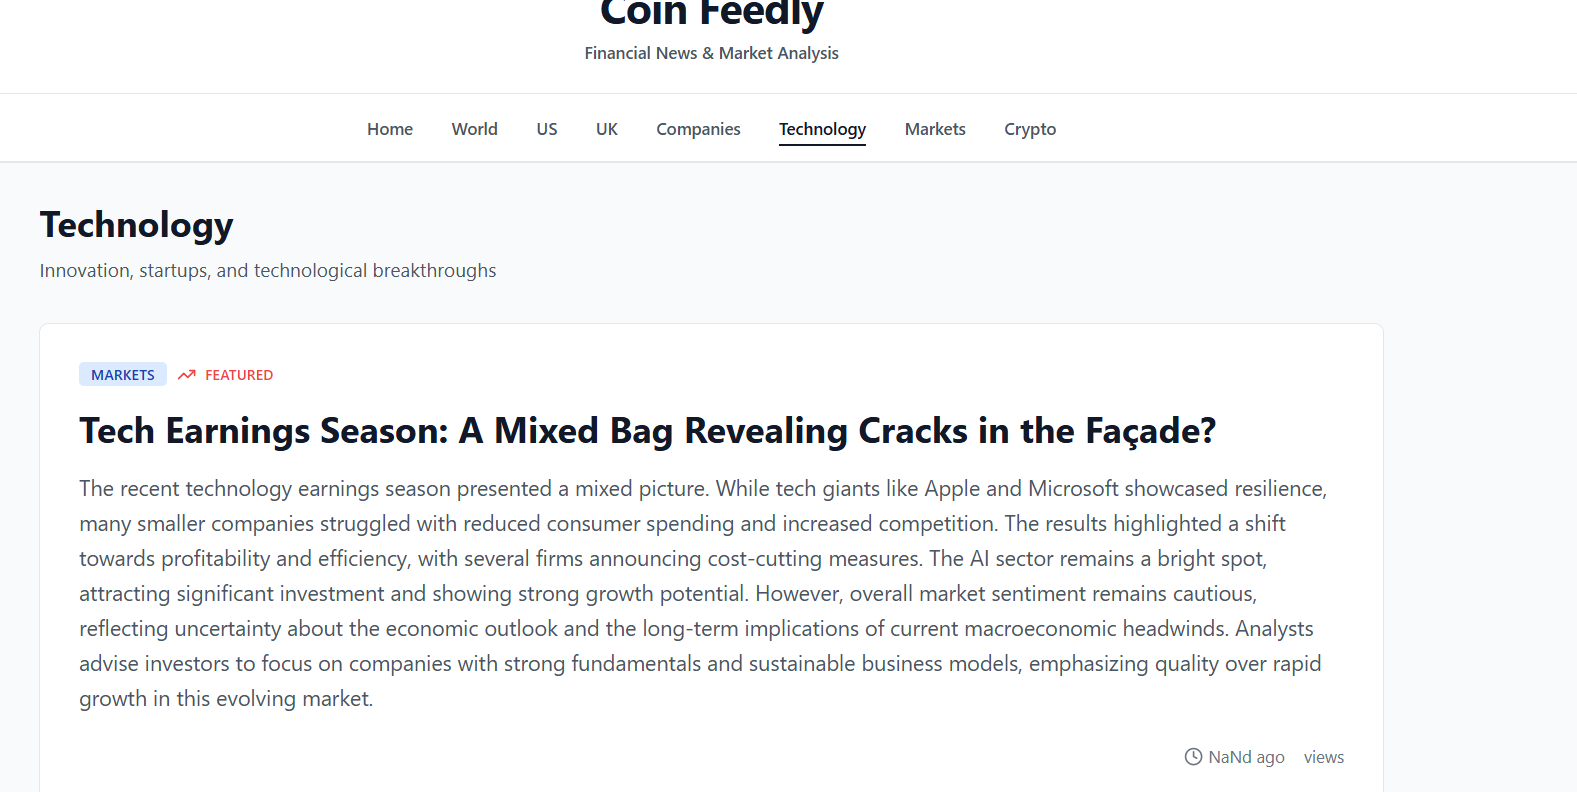 Coin Feedly
Financial News & Market Analysis
Home World US UK Companies Technology Markets Crypto
Technology
Innovation, startups, and technological breakthroughs
MARKETS FEATURED
Tech Earnings Season: A Mixed Bag Revealing Cracks in the Façade?
The recent technology earnings season presented a mixed picture. While tech giants like Apple and Microsoft showcased resilience,
many smaller companies struggled with reduced consumer spending and increased competition. The results highlighted a shift
towards profitability and efficiency, with several firms announcing cost-cutting measures. The AI sector remains a bright spot,
attracting significant investment and showing strong growth potential. However, overall market sentiment remains cautious,
reflecting uncertainty about the economic outlook and the long-term implications of current macroeconomic headwinds. Analysts
advise investors to focus on companies with strong fundamentals and sustainable business models, emphasizing quality over rapid
growth in this evolving market.
NaNd ago views